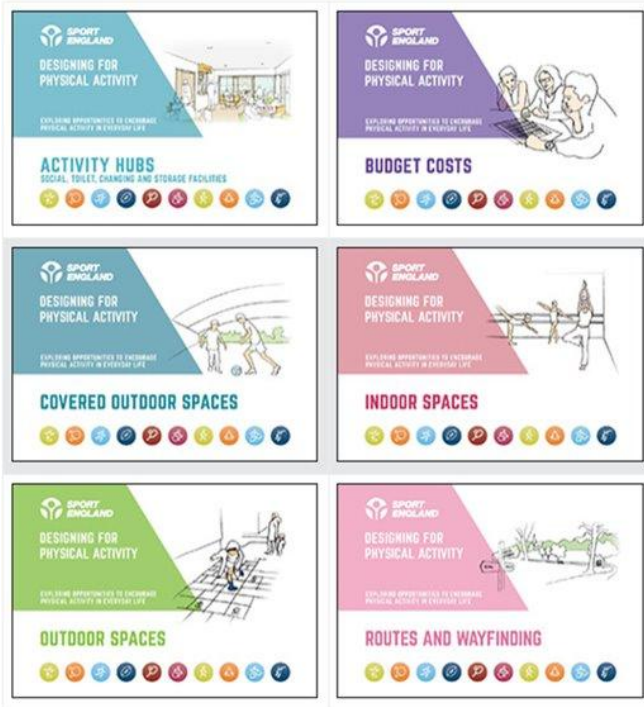 SPORT
ENGLAND
DESIGNING FOR
PHYSICAL ACTIVITY
EXPLORING OPPORTUNITIES TO ENCOURAGE
PHYSICAL ACTIVITY IN EVERYDAY LIFE
ACTIVITY HUBS
SOCIAL, TOILET, CHANGING AND STORAGE FACILITIES
SPORT
ENGLAND
DESIGNING FOR
PHYSICAL ACTIVITY
EXPLORING OPPORTUNITIES TO ENCOURAGE
PHYSICAL ACTIVITY IN EVERYDAY LIFE
BUDGET COSTS
SPORT
ENGLAND
DESIGNING FOR
PHYSICAL ACTIVITY
EXPLORING OPPORTUNITIES TO ENCOURAGE
PHYSICAL ACTIVITY IN EVERYDAY LIFE
COVERED OUTDOOR SPACES
SPORT
ENGLAND
DESIGNING FOR
PHYSICAL ACTIVITY
EXPLORING OPPORTUNITIES TO ENCOURAGE
PHYSICAL ACTIVITY IN EVERYDAY LIFE
INDOOR SPACES
SPORT
ENGLAND
DESIGNING FOR
PHYSICAL ACTIVITY
EXPLORING OPPORTUNITIES TO ENCOURAGE
PHYSICAL ACTIVITY IN EVERYDAY LIFE
OUTDOOR SPACES
SPORT
ENGLAND
DESIGNING FOR
PHYSICAL ACTIVITY
EXPLORING OPPORTUNITIES TO ENCOURAGE
PHYSICAL ACTIVITY IN EVERYDAY LIFE
ROUTES AND WAYFINDING